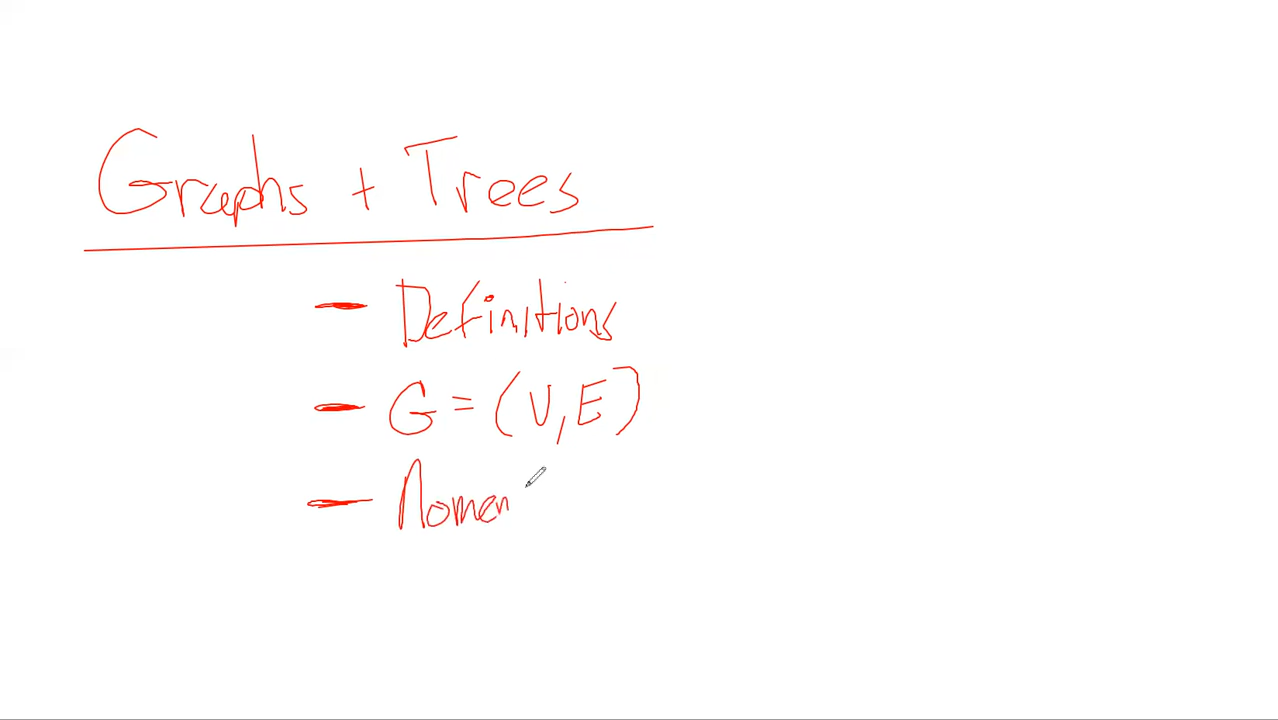 Graphs + Trees
- Definitions
- G = (V, E)
- Nomen